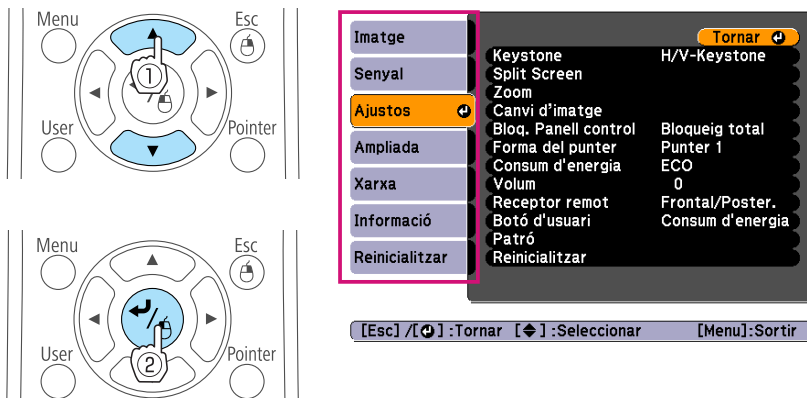 Menu
Esc
1
User
Pointer
Menu
Esc
User
Pointer
2
Imatge
Senyal
Ajustos
Ampliada
Xarxa
Informació
Reinicialitzar
Tornar
Keystone H/V-Keystone
Split Screen
Zoom
Canvi d'imatge
Bloq. Panell control Bloqueig total
Forma del punter Punter 1
Consum d'energia ECO
Volum 0
Receptor remot Frontal/Poster.
Botó d'usuari Consum d'energia
Patró
Reinicialitzar
[Esc] /[ ] :Tornar [ ] :Seleccionar [Menu]:Sortir